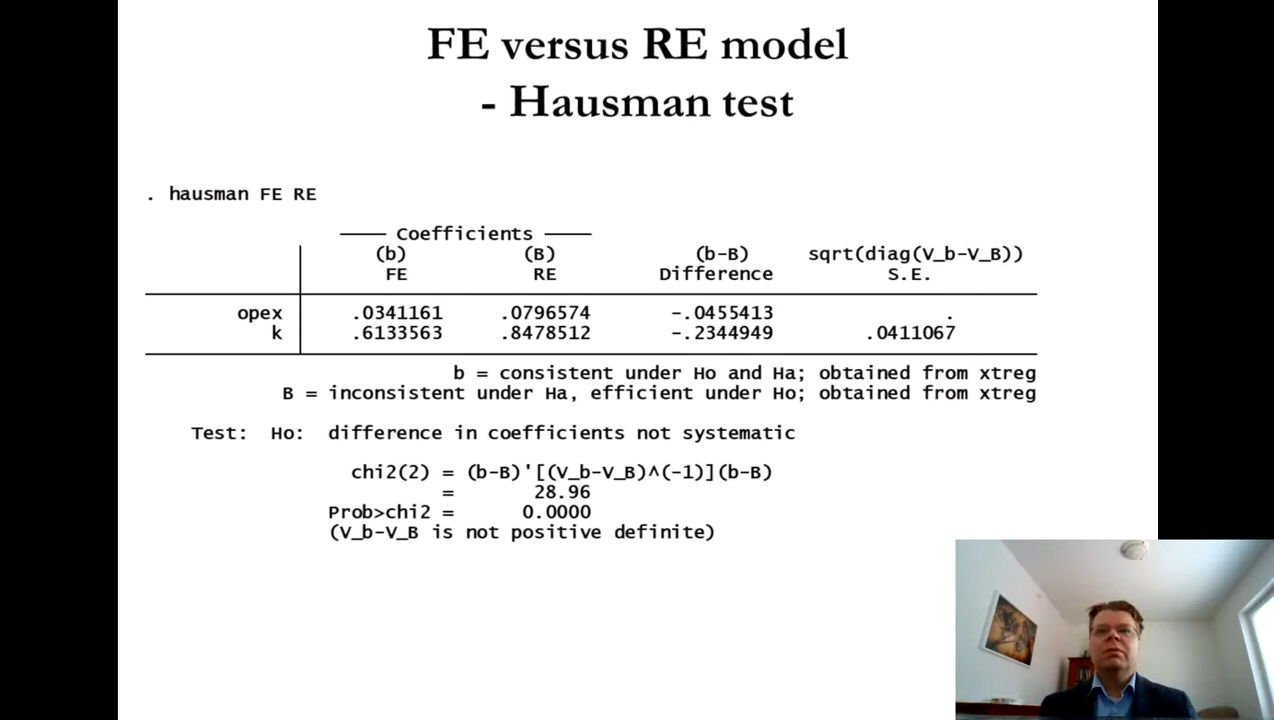 FE versus RE model
- Hausman test
. hausman FE RE
Coefficients
(b) (B) (b-B) sqrt(diag(V_b-V_B))
FE RE Difference S.E.
opex .0341161 .0796574 -.0455413 .
k .6133563 .8478512 -.2344949 .0411067
b = consistent under Ho and Ha; obtained from xtreg
B = inconsistent under Ha, efficient under Ho; obtained from xtreg
Test: Ho: difference in coefficients not systematic
chi2(2) = (b-B)'[(V_b-V_B)^(-1)](b-B)
= 28.96
Prob>chi2 = 0.0000
(V_b-V_B is not positive definite)